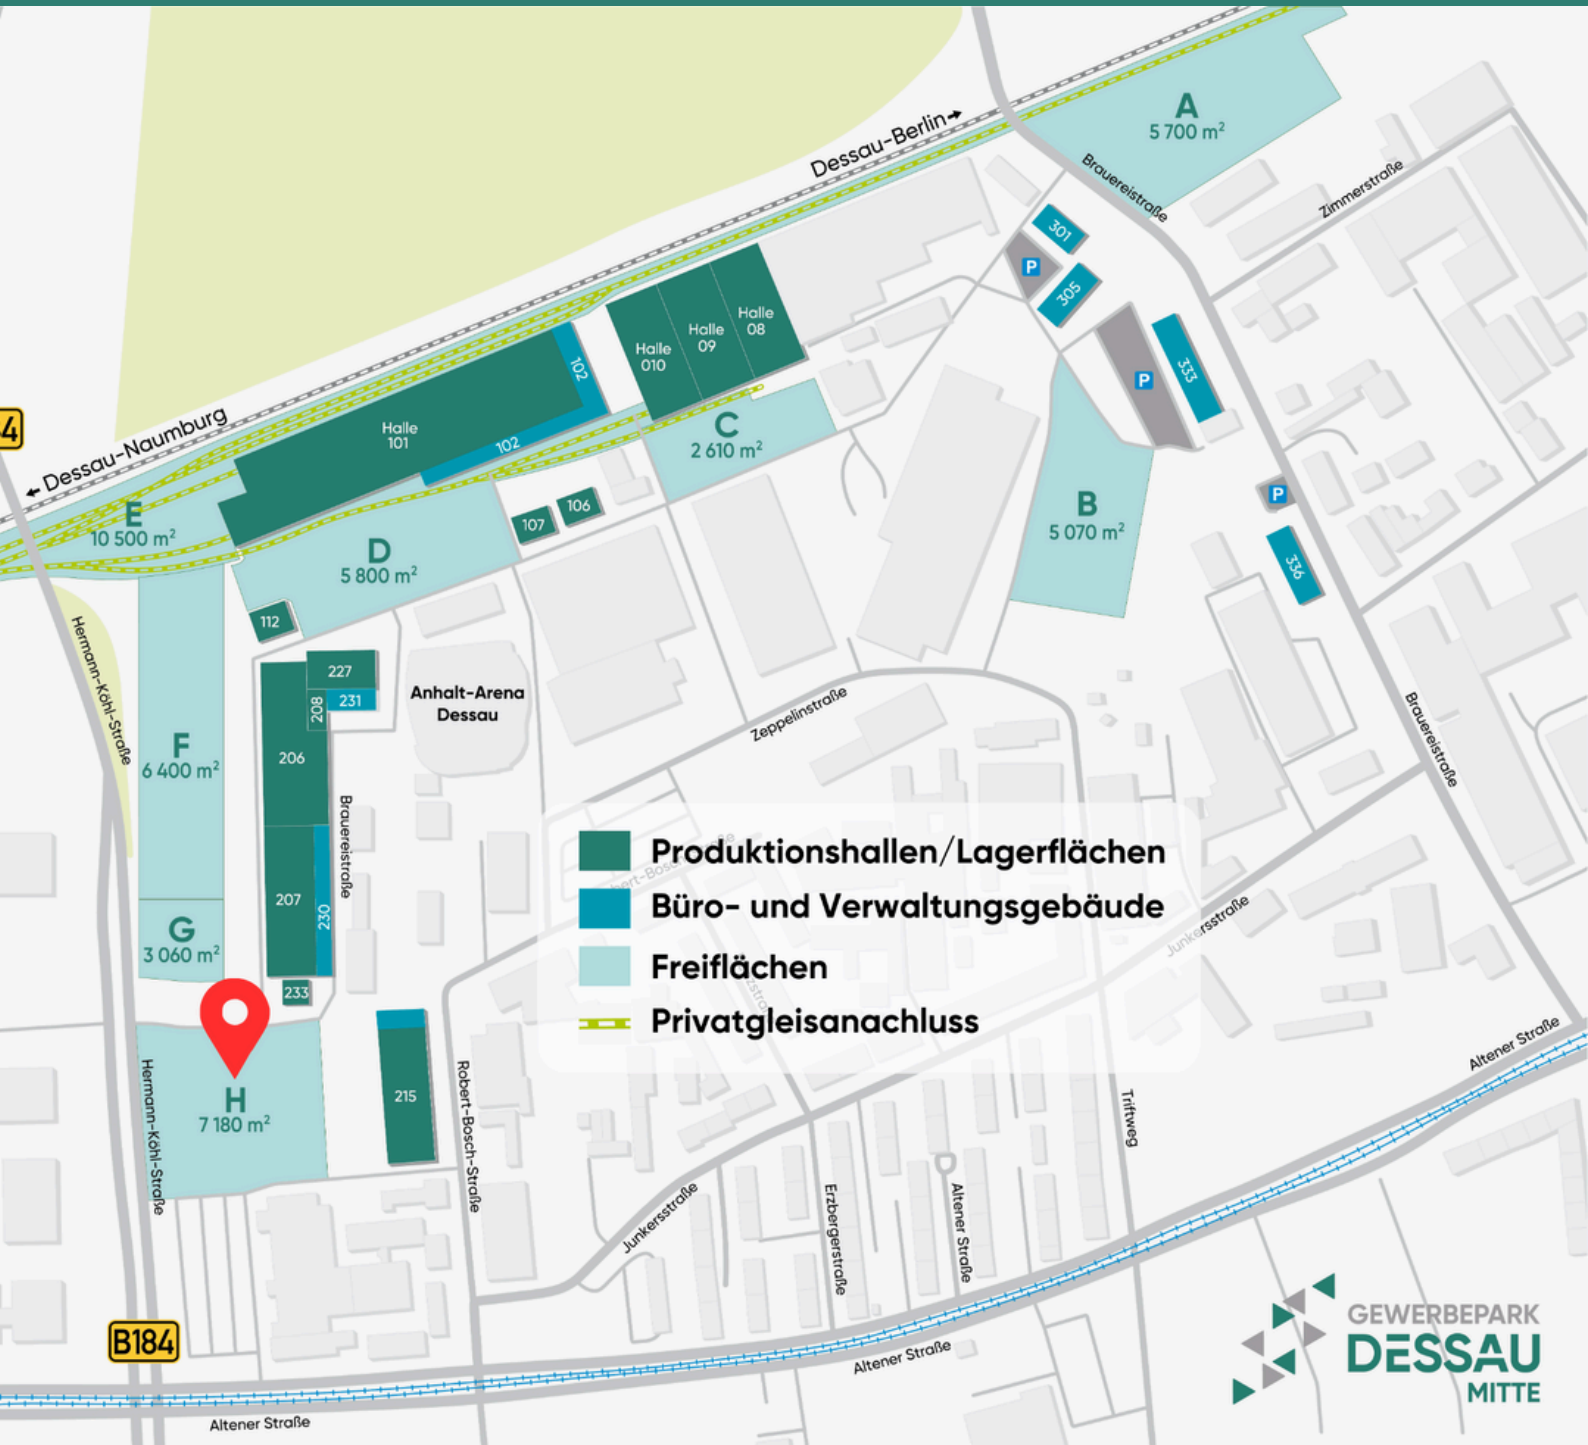 A
5 700 m²
Dessau-Berlin→
Brauereistraße
Zimmerstraße
301
P
305
Halle
08
Halle
09
Halle
010
333
P
102
Halle
101
102
C
2 610 m²
←Dessau-Naumburg
4
E
10 500 m²
D
5 800 m²
107
106
B
5 070 m²
P
336
112
Hermann-Köhl-Straße
227
208
231
206
Anhalt-Arena
Dessau
Zeppelinstraße
Brauereistraße
F
6 400 m²
Brauereistraße
207
230
G
3 060 m²
233
Produktionshallen/Lagerflächen
Büro- und Verwaltungsgebäude
Freiflächen
Privatgleisanachluss
Junkersstraße
Altener Straße
H
7 180 m²
Hermann-Köhl-Straße
215
Robert-Bosch-Straße
Triftweg
Junkersstraße
Erzbergerstraße
Altener Straße
B184
Altener Straße
Altener Straße
GEWERBEPARK
DESSAU
MITTE